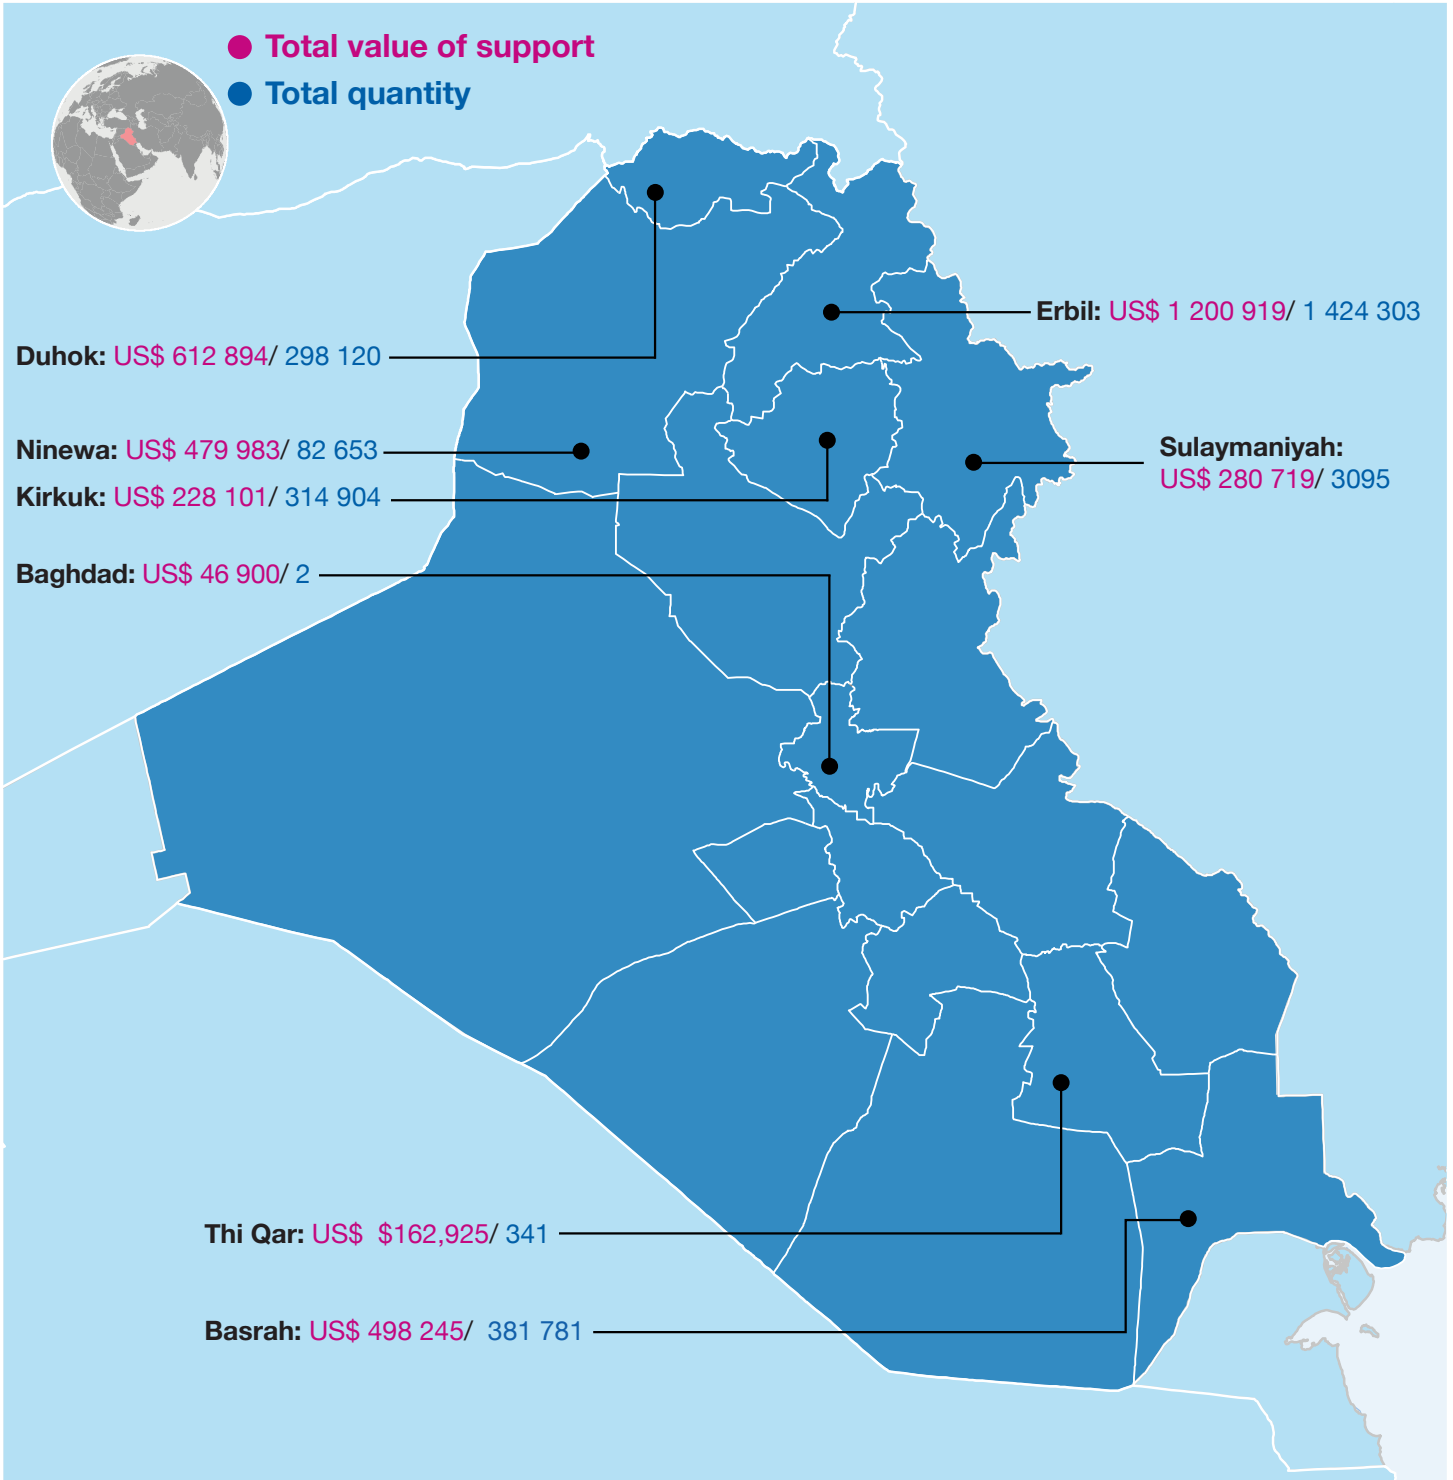 Total value of support
Total quantity
Erbil: US$ 1 200 919/ 1 424 303
Duhok: US$ 612 894/ 298 120
Ninewa: US$ 479 983/ 82 653
Sulaymaniyah:
US$ 280 719/ 3095
Kirkuk: US$ 228 101/ 314 904
Baghdad: US$ 46 900/ 2
Thi Qar: US$  $162,925/ 341
Basrah: US$ 498 245/  381 781